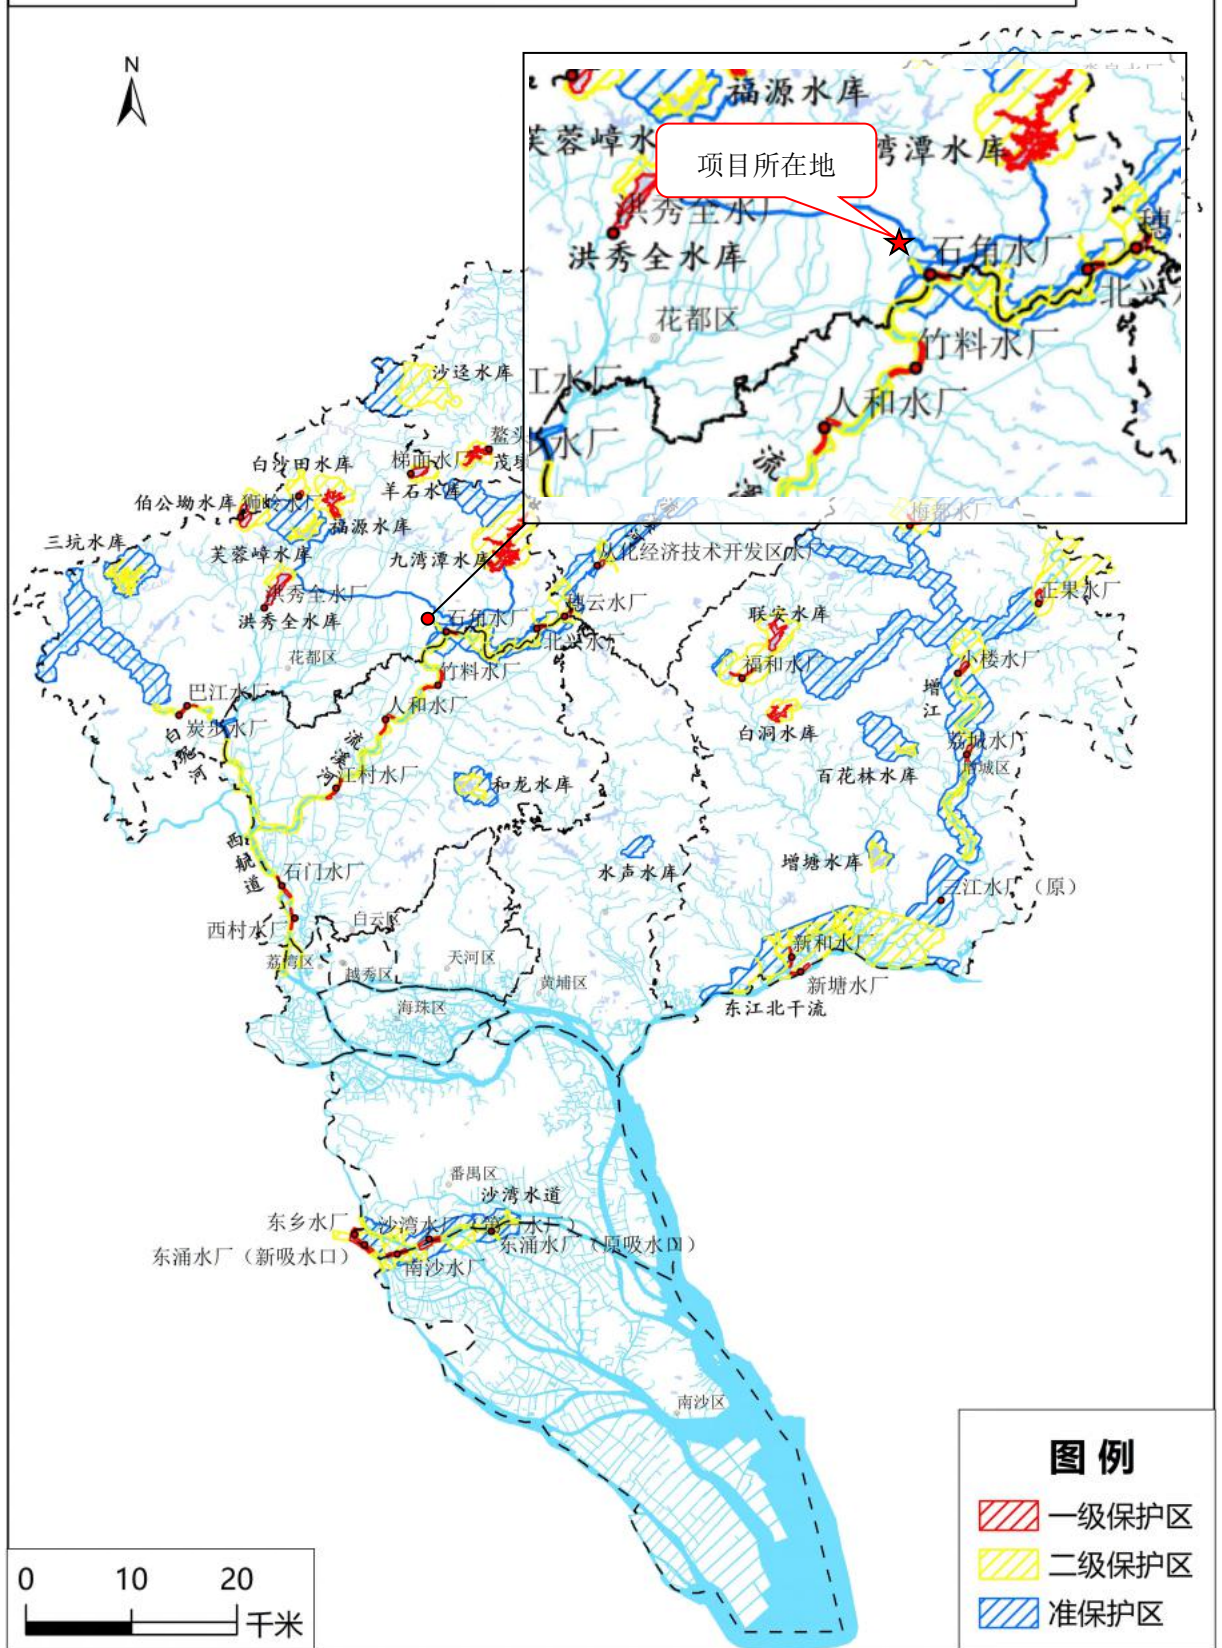 N
福源水库
芙蓉嶂水
项目所在地
湾潭水库
洪秀全水厂
洪秀全水库
石角水厂
穗
北兴水
花都区
竹料水厂
江水厂
人和水厂
水厂
流
沙迳水库
鳌头
梯面水厂
茂墩
白沙田水库
羊石水库
伯公坳水库
狮岭水厂
福源水库
梅都水厂
三坑水库
芙蓉嶂水库
九湾潭水库
从化经济技术开发区水厂
洪秀全水厂
正果水厂
洪秀全水库
石角水厂
穗云水厂
联安水库
北兴水厂
花都区
竹料水厂
福和水厂
小楼水厂
巴江水厂
人和水厂
增江
炭步水厂
白坭河
流溪河
白洞水库
荔城水厂
增城区
江村水厂
和龙水库
百花林水库
西航道
石门水厂
水声水库
增塘水库
三江水厂（原）
西村水厂
白云区
新和水厂
荔湾区
越秀区
天河区
黄埔区
新塘水厂
海珠区
东江北干流
番禺区
沙湾水道
东乡水厂
沙湾水厂
东涌水厂（新吸水口）
东涌水厂（原吸水口）
南沙水厂
南沙区
图例
一级保护区
二级保护区
准保护区
0 10 20
千米